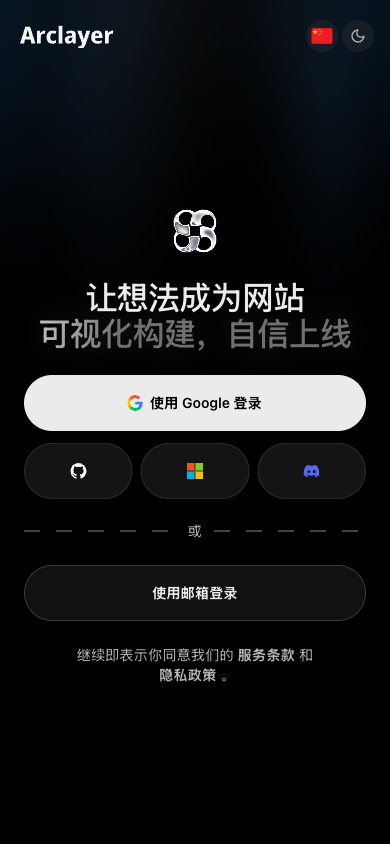 Arclayer
让想法成为网站
可视化构建，自信上线
使用 Google 登录
或
使用邮箱登录
继续即表示你同意我们的 服务条款 和
隐私政策 。